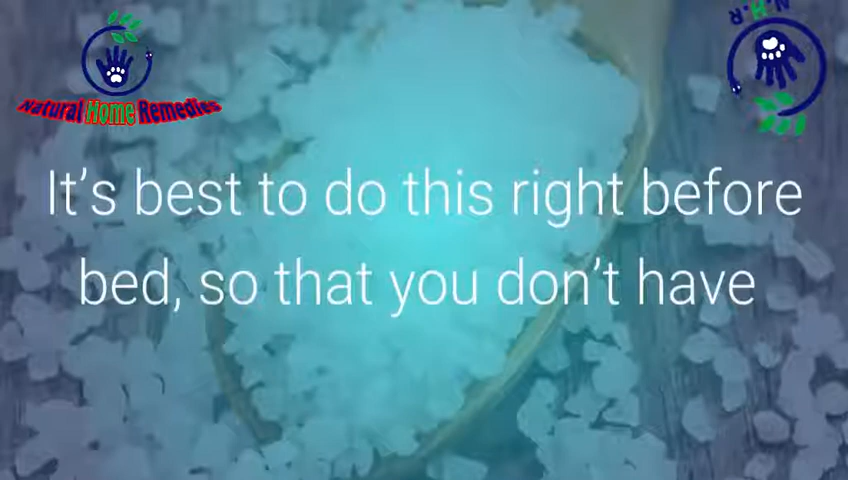 N.H.R
Natural Home Remedies
It’s best to do this right before
bed, so that you don’t have